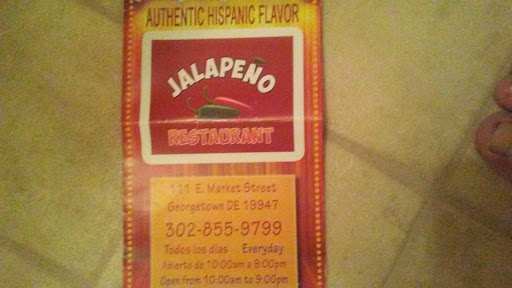 AUTHENTIC HISPANIC FLAVOR
JALAPEÑO
RESTAURANT
111 E. Market Street
Georgetown DE 19947
302-855-9799
Todos los dias . . Everyday
Abierto de 10:00am a 9:00pm
Open from 10:00am to 9:00pm